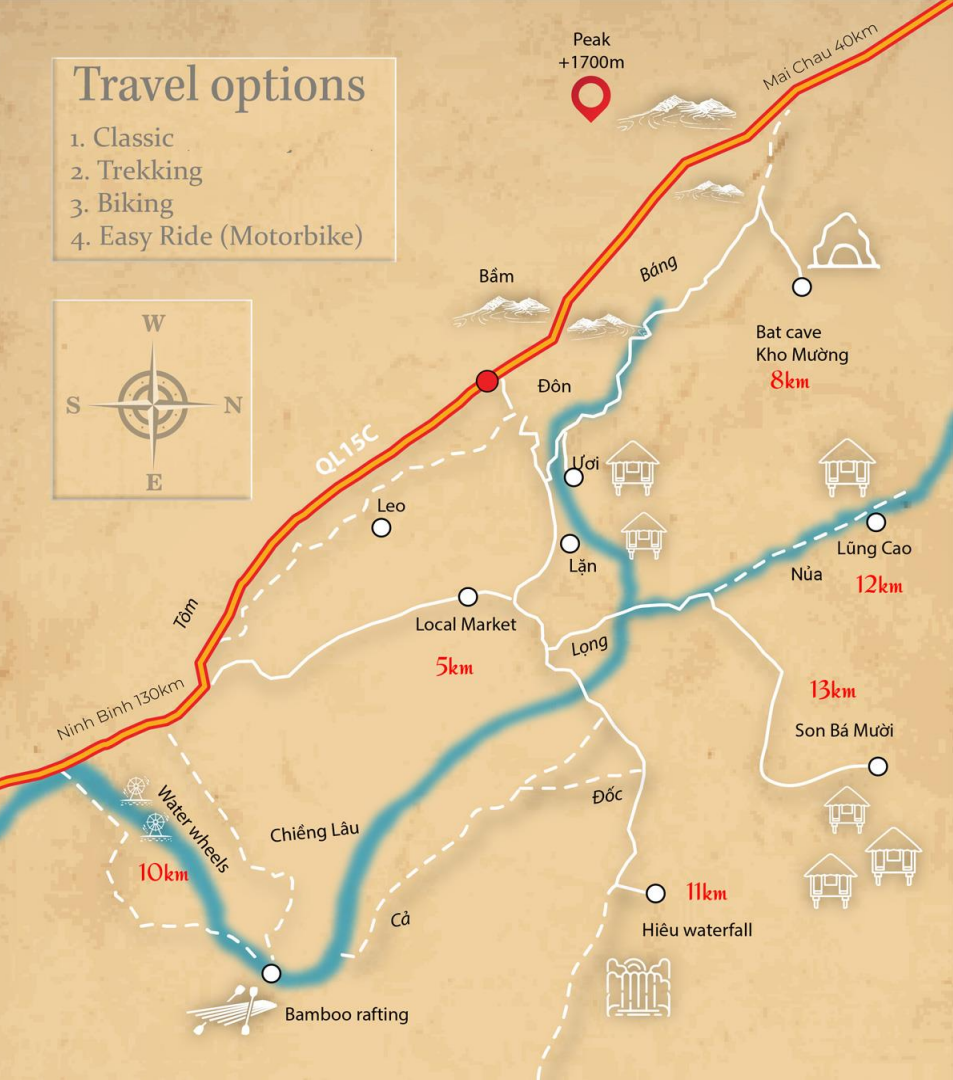 Peak
+1700m
Mai Chau 40km
Travel options
1. Classic
2. Trekking
3. Biking
4. Easy Ride (Motorbike)
Bầm
Báng
W
S
N
E
Bat cave
Kho Mường
8km
Đôn
QL15C
Ươi
Leo
Lũng Cao
Lặn
Nủa
12km
Tôm
Local Market
Lọng
5km
13km
Ninh Binh 130km
Son Bá Mười
Water wheels
Đốc
Chiềng Lâu
10km
11km
Cả
Hiêu waterfall
Bamboo rafting